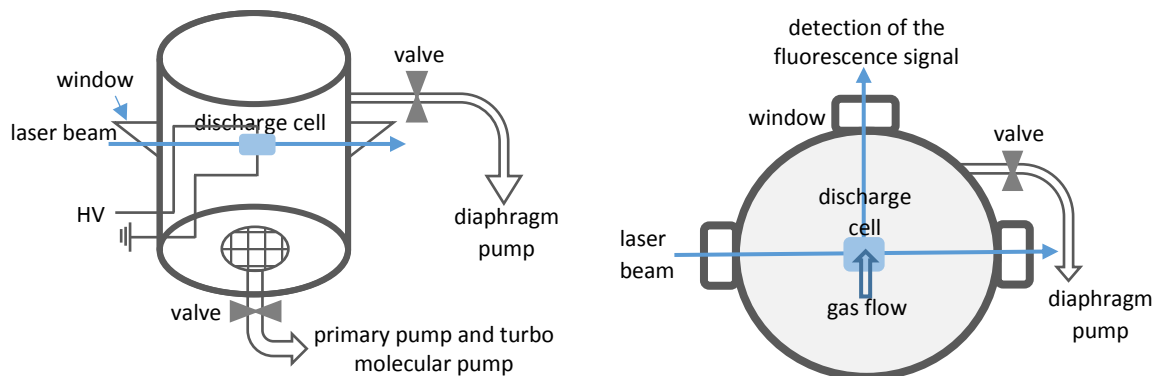 valve
window
discharge cell
laser beam
HV
diaphragm
pump
valve
primary pump and turbo
molecular pump
detection of the
fluorescence signal
window
valve
discharge
cell
laser
beam
gas flow
diaphragm
pump